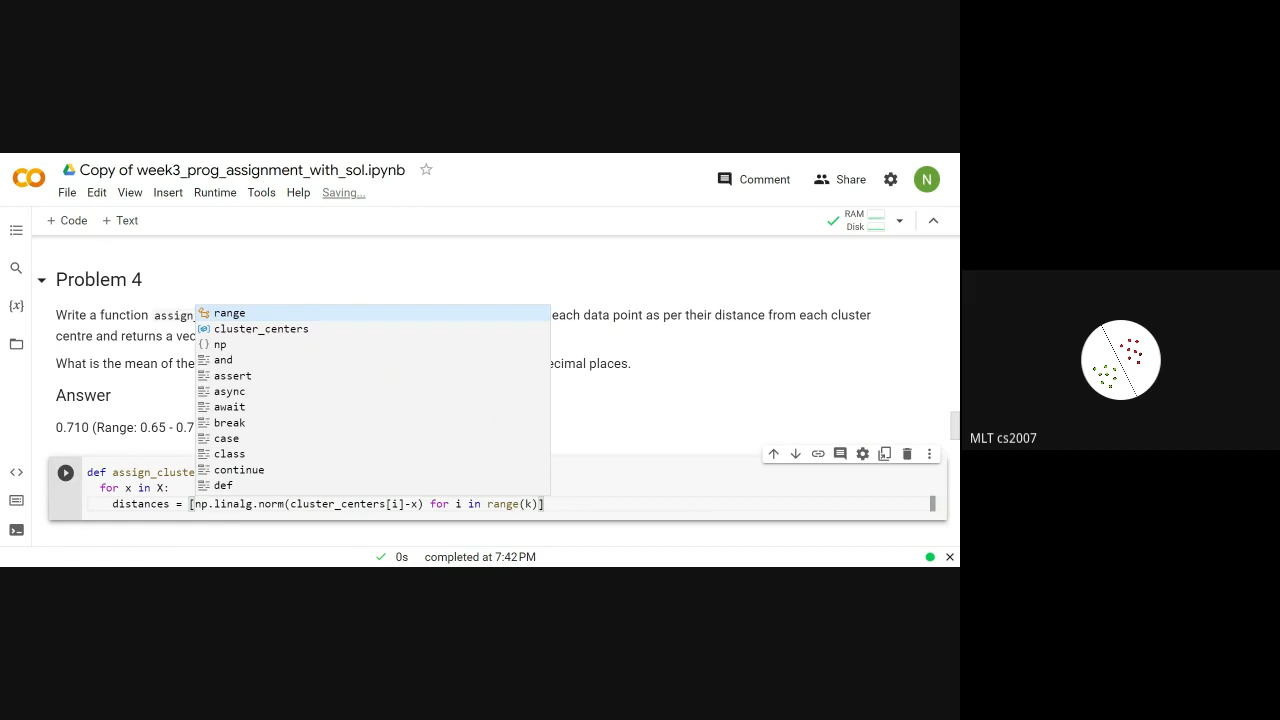 Copy of week3_prog_assignment_with_sol.ipynb
File Edit View Insert Runtime Tools Help Saving...
Comment
Share
N
+ Code + Text
RAM
Disk
Problem 4
Write a function assign_ each data point as per their distance from each cluster
centre and returns a vec
What is the mean of the ecimal places.
Answer
0.710 (Range: 0.65 - 0.7
range
cluster_centers
np
and
assert
async
await
break
case
class
continue
def
def assign_cluste
for x in X:
distances = [np.linalg.norm(cluster_centers[i]-x) for i in range(k)]
0s completed at 7:42 PM
MLT cs2007